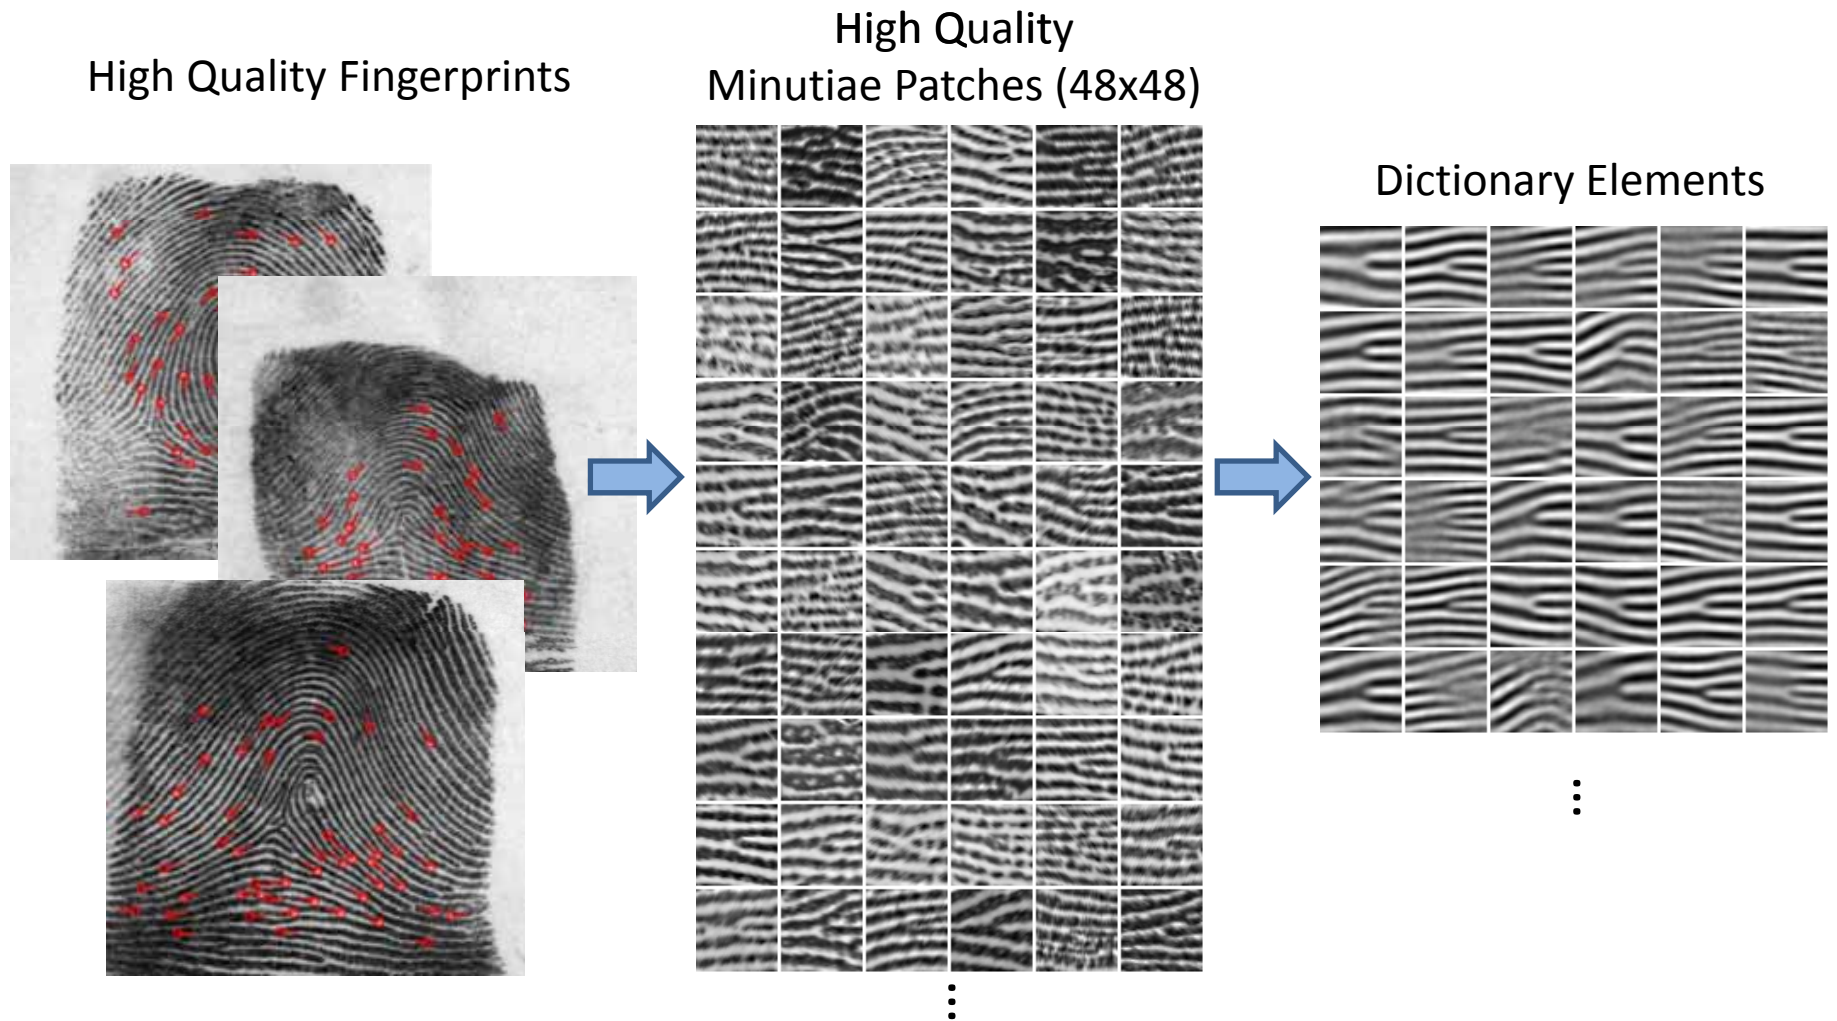 High Quality Fingerprints
High Quality
Minutiae Patches (48x48)
Dictionary Elements